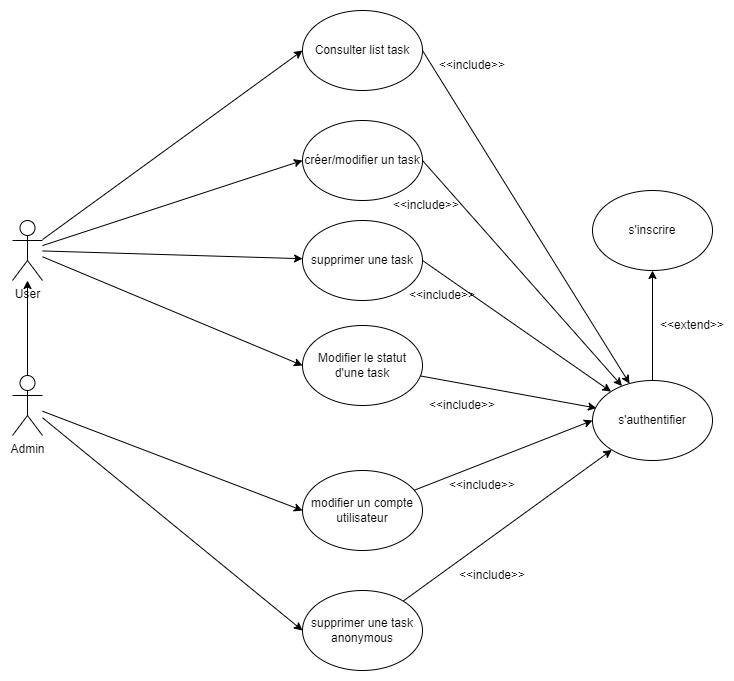 Consulter list task
<<include>>
créer/modifier un task
<<include>>
s'inscrire
supprimer une task
User
<<include>>
<<extend>>
Modifier le statut
d'une task
<<include>>
s'authentifier
Admin
modifier un compte
utilisateur
<<include>>
<<include>>
supprimer une task
anonymous